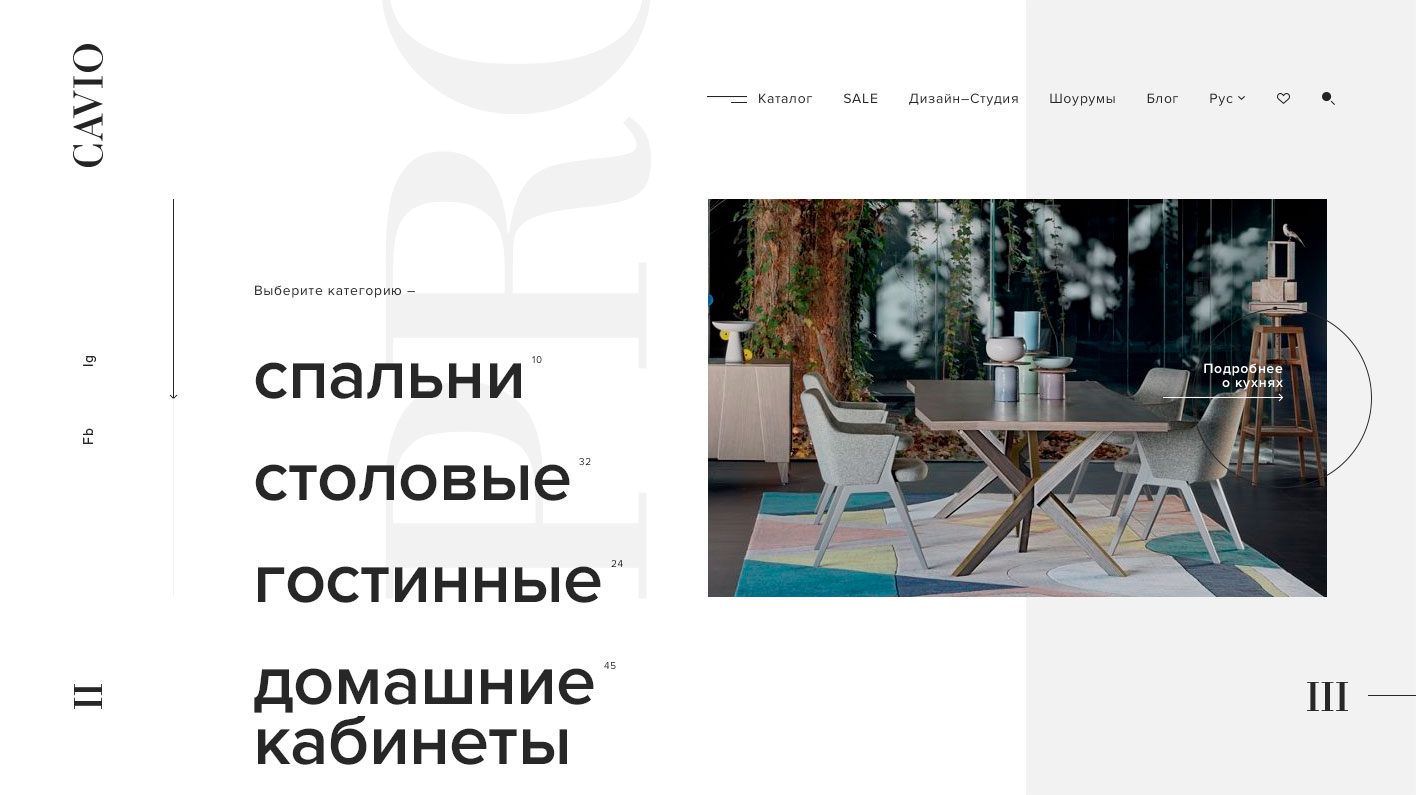 CAVIO
Каталог
SALE
Дизайн–Студия
Шоурумы
Блог
Рус
Выберите категорию –
спальни 10
столовые 32
гостинные 24
домашние 45
кабинеты
Подробнее
о кухнях
Ig
Fb
II
III